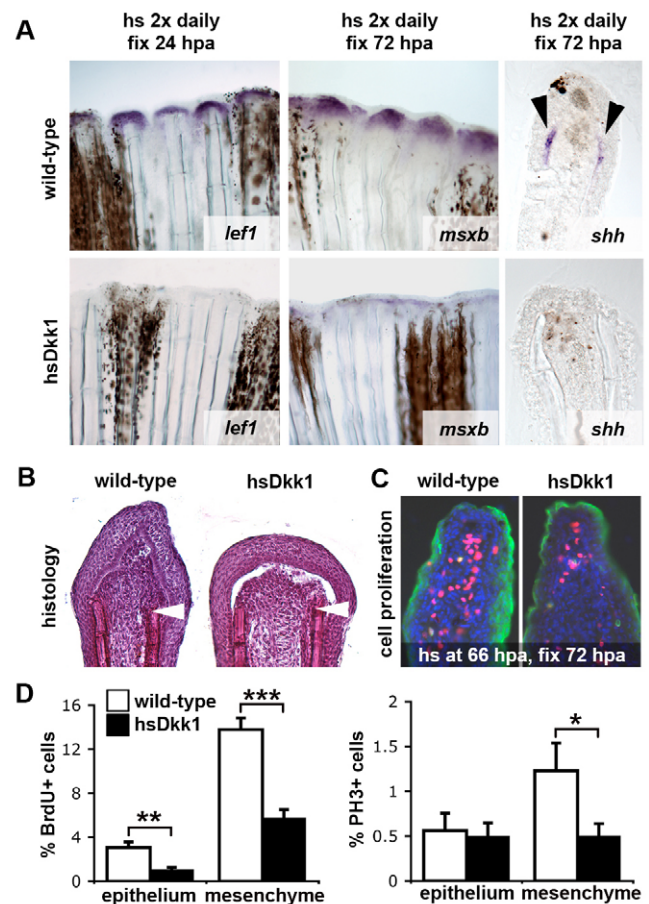 A
hs 2x daily
fix 24 hpa
hs 2x daily
fix 72 hpa
hs 2x daily
fix 72 hpa
wild-type
lef1
msxb
shh
hsDkk1
lef1
msxb
shh
B
wild-type
hsDkk1
histology
C
wild-type
hsDkk1
cell proliferation
hs at 66 hpa, fix 72 hpa
D
wild-type
hsDkk1
% BrdU+ cells
16
12
8
4
0
**
***
epithelium
mesenchyme
% PH3+ cells
2
1.5
1
0.5
0
*
epithelium
mesenchyme